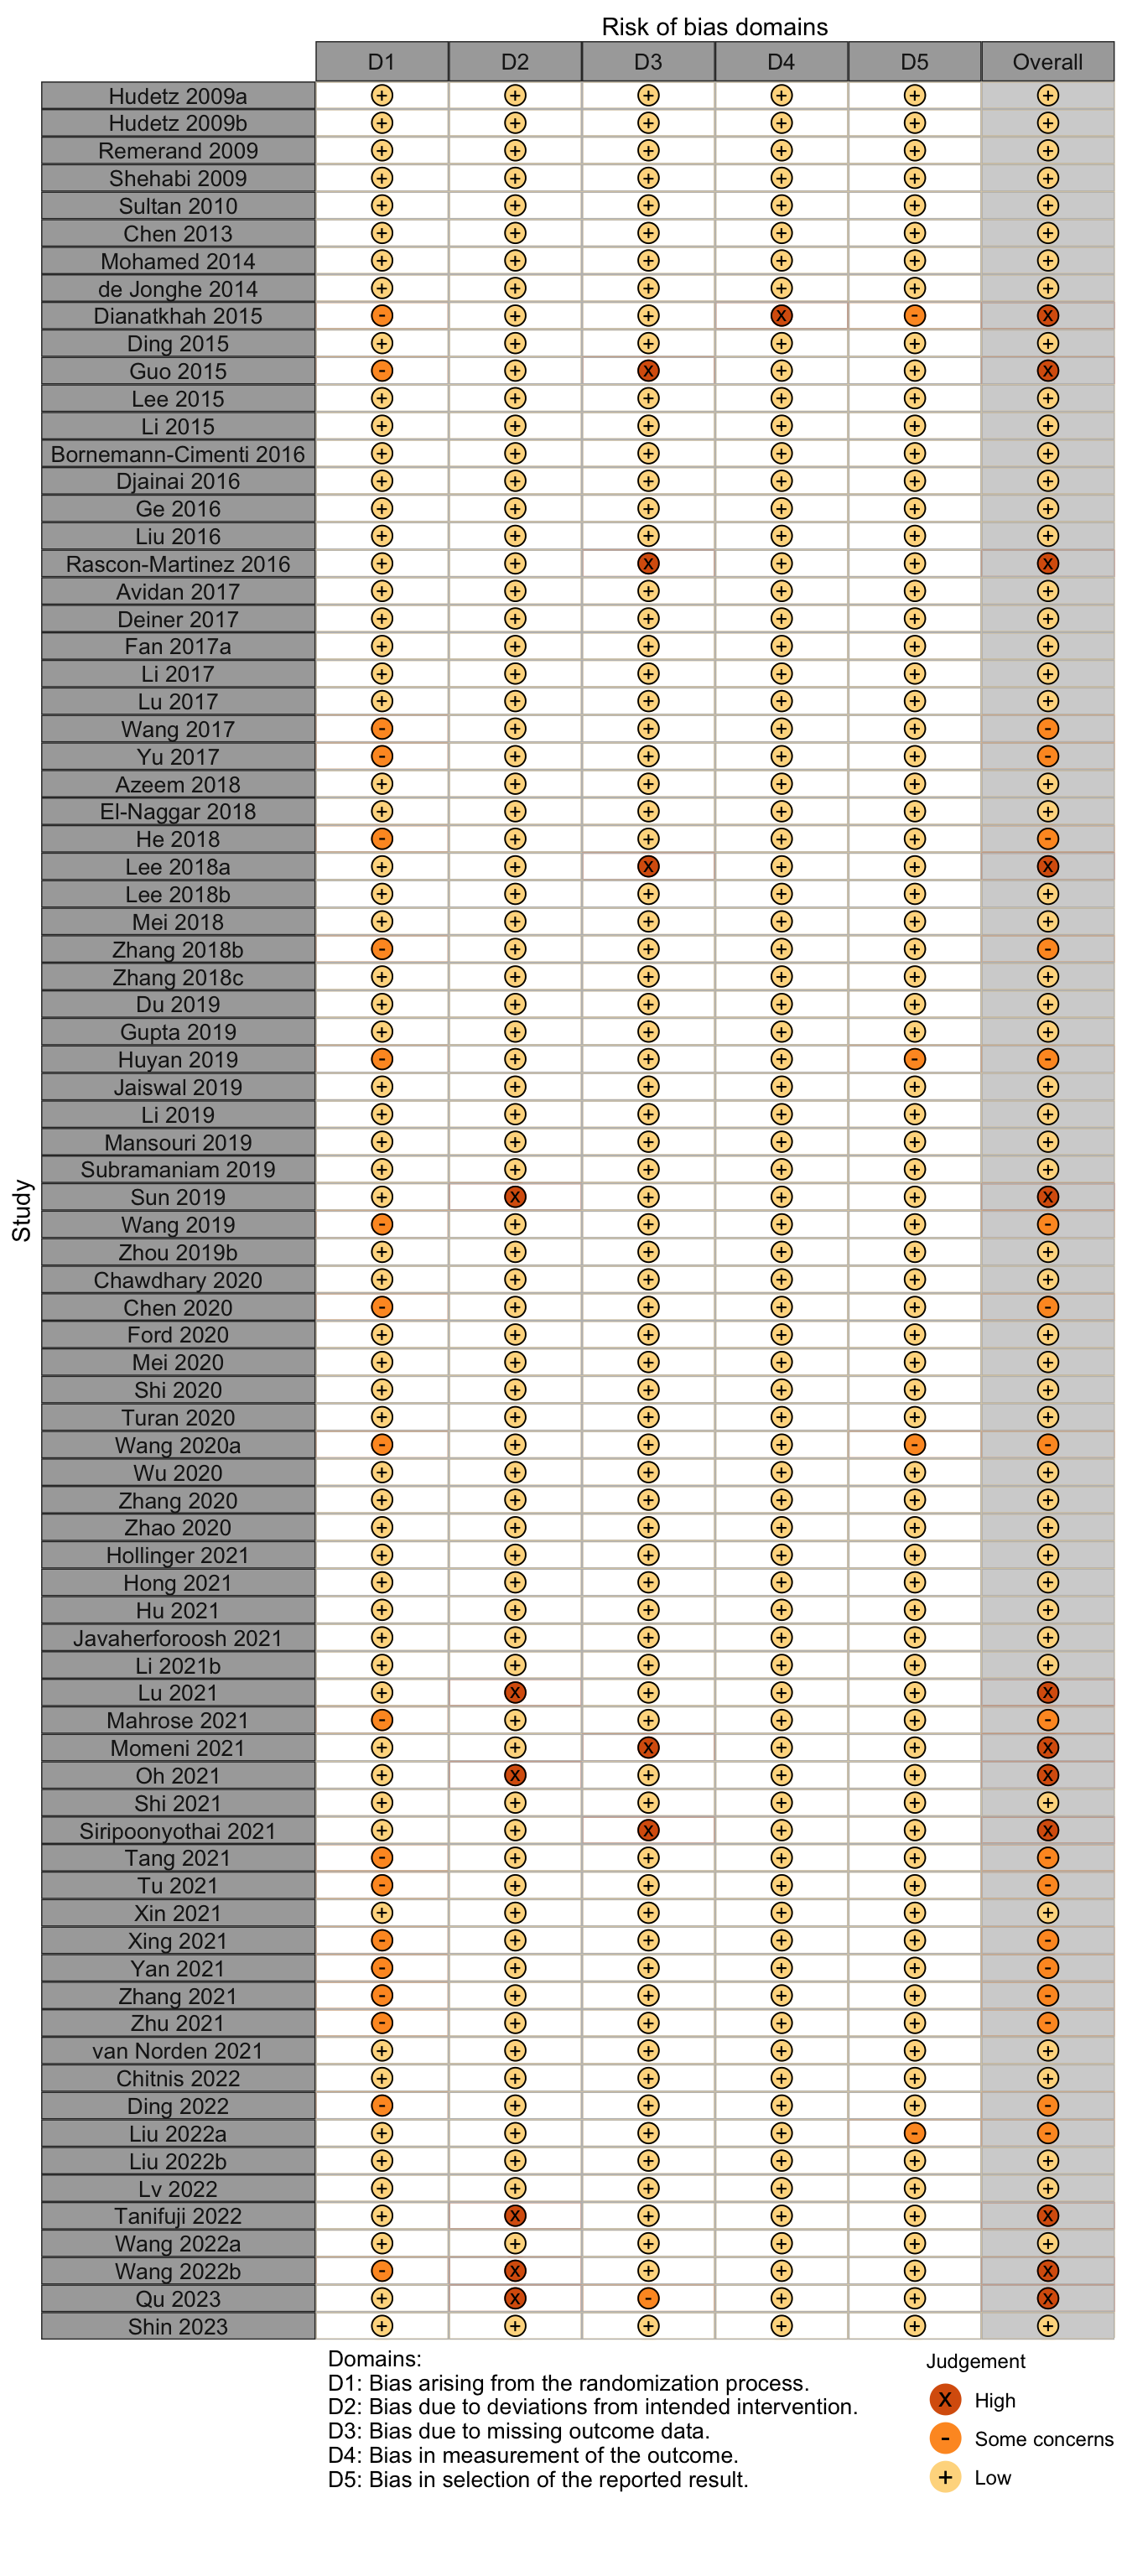 Risk of bias domains
D1 D2 D3 D4 D5 Overall
Hudetz 2009a + + + + + +
Hudetz 2009b + + + + + +
Remerand 2009 + + + + + +
Shehabi 2009 + + + + + +
Sultan 2010 + + + + + +
Chen 2013 + + + + + +
Mohamed 2014 + + + + + +
de Jonghe 2014 + + + + + +
Dianatkhah 2015 - + + X - X
Ding 2015 + + + + + +
Guo 2015 - + X + + X
Lee 2015 + + + + + +
Li 2015 + + + + + +
Bornemann-Cimenti 2016 + + + + + +
Djainai 2016 + + + + + +
Ge 2016 + + + + + +
Liu 2016 + + + + + +
Rascon-Martinez 2016 + + X + + X
Avidan 2017 + + + + + +
Deiner 2017 + + + + + +
Fan 2017a + + + + + +
Li 2017 + + + + + +
Lu 2017 + + + + + +
Wang 2017 - + + + + -
Yu 2017 - + + + + -
Azeem 2018 + + + + + +
El-Naggar 2018 + + + + + +
He 2018 - + + + + -
Lee 2018a + + X + + X
Lee 2018b + + + + + +
Mei 2018 + + + + + +
Zhang 2018b - + + + + -
Zhang 2018c + + + + + +
Du 2019 + + + + + +
Gupta 2019 + + + + + +
Huyan 2019 - + + + - -
Jaiswal 2019 + + + + + +
Li 2019 + + + + + +
Mansouri 2019 + + + + + +
Subramaniam 2019 + + + + + +
Sun 2019 + X + + + X
Wang 2019 - + + + + -
Zhou 2019b + + + + + +
Chawdhary 2020 + + + + + +
Chen 2020 - + + + + -
Ford 2020 + + + + + +
Mei 2020 + + + + + +
Shi 2020 + + + + + +
Turan 2020 + + + + + +
Wang 2020a - + + + - -
Wu 2020 + + + + + +
Zhang 2020 + + + + + +
Zhao 2020 + + + + + +
Hollinger 2021 + + + + + +
Hong 2021 + + + + + +
Hu 2021 + + + + + +
Javaherforoosh 2021 + + + + + +
Li 2021b + + + + + +
Lu 2021 + X + + + X
Mahrose 2021 - + + + + -
Momeni 2021 + + X + + X
Oh 2021 + X + + + X
Shi 2021 + + + + + +
Siripoonyothai 2021 + + X + + X
Tang 2021 - + + + + -
Tu 2021 - + + + + -
Xin 2021 + + + + + +
Xing 2021 - + + + + -
Yan 2021 - + + + + -
Zhang 2021 - + + + + -
Zhu 2021 - + + + + -
van Norden 2021 + + + + + +
Chitnis 2022 + + + + + +
Ding 2022 - + + + + -
Liu 2022a + + + + - -
Liu 2022b + + + + + +
Lv 2022 + + + + + +
Tanifuji 2022 + X + + + X
Wang 2022a + + + + + +
Wang 2022b - X + + + X
Qu 2023 + X - + + X
Shin 2023 + + + + + +
Study
Domains:
D1: Bias arising from the randomization process.
D2: Bias due to deviations from intended intervention.
D3: Bias due to missing outcome data.
D4: Bias in measurement of the outcome.
D5: Bias in selection of the reported result.
Judgement
X High
- Some concerns
+ Low